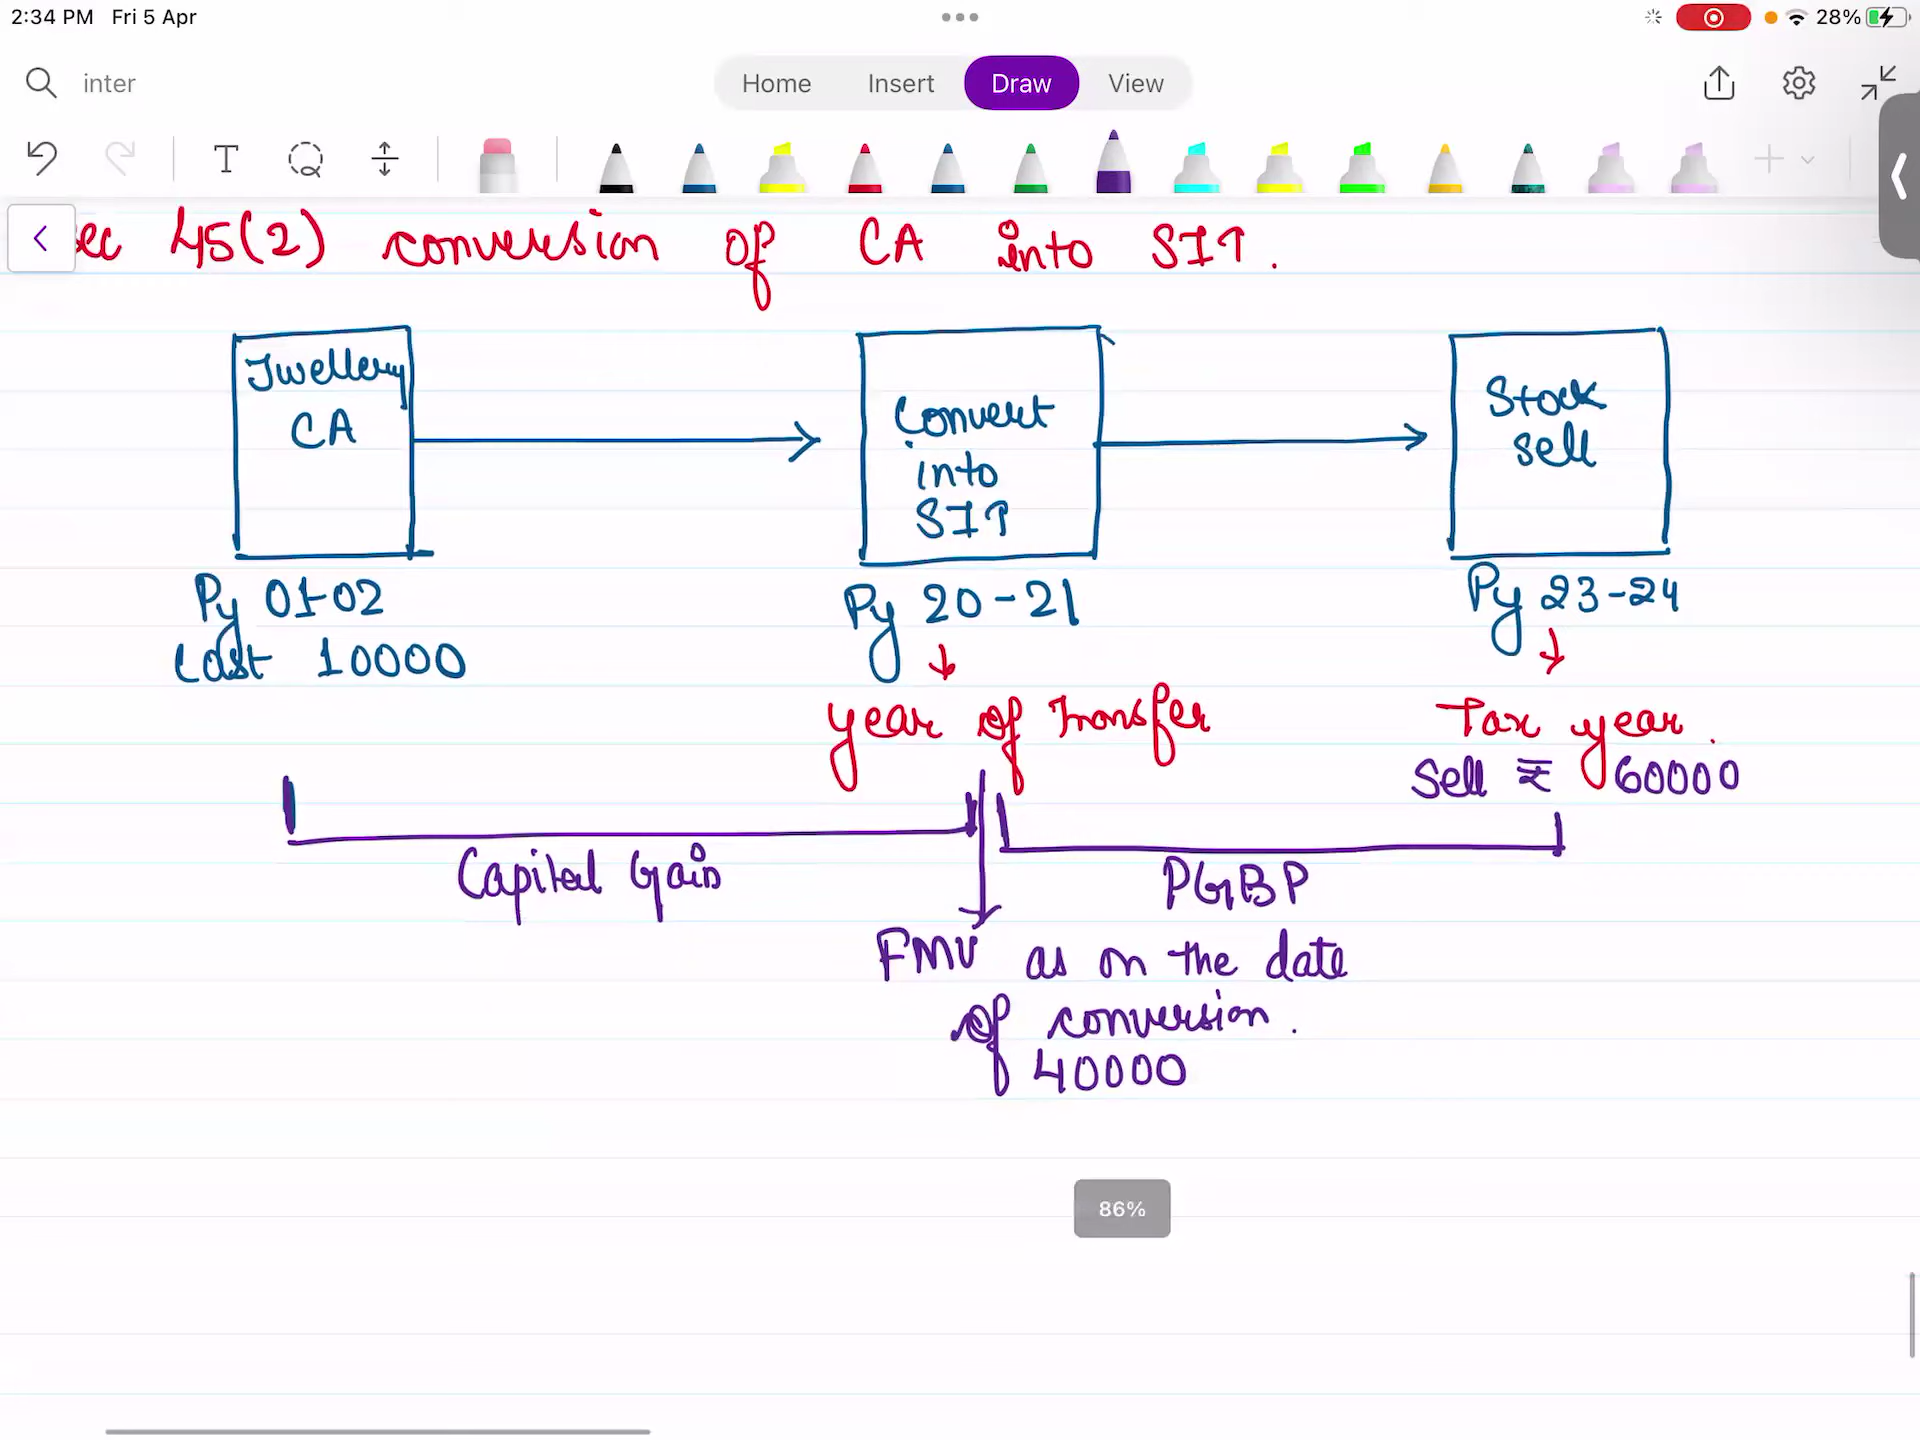 2:34 PM Fri 5 Apr
28%
inter
Home Insert Draw View
T
ec 45(2) conversion of CA into SIT.
Jwellery
CA
Convert
into
SIT
Stock
sell
Py 01-02
Cost 10000
Py 20-21
Py 23-24
year of Transfer
Tax year.
Sell ₹ 60000
Capital Gain
PGBP
FMV as on the date
of conversion.
40000
86%